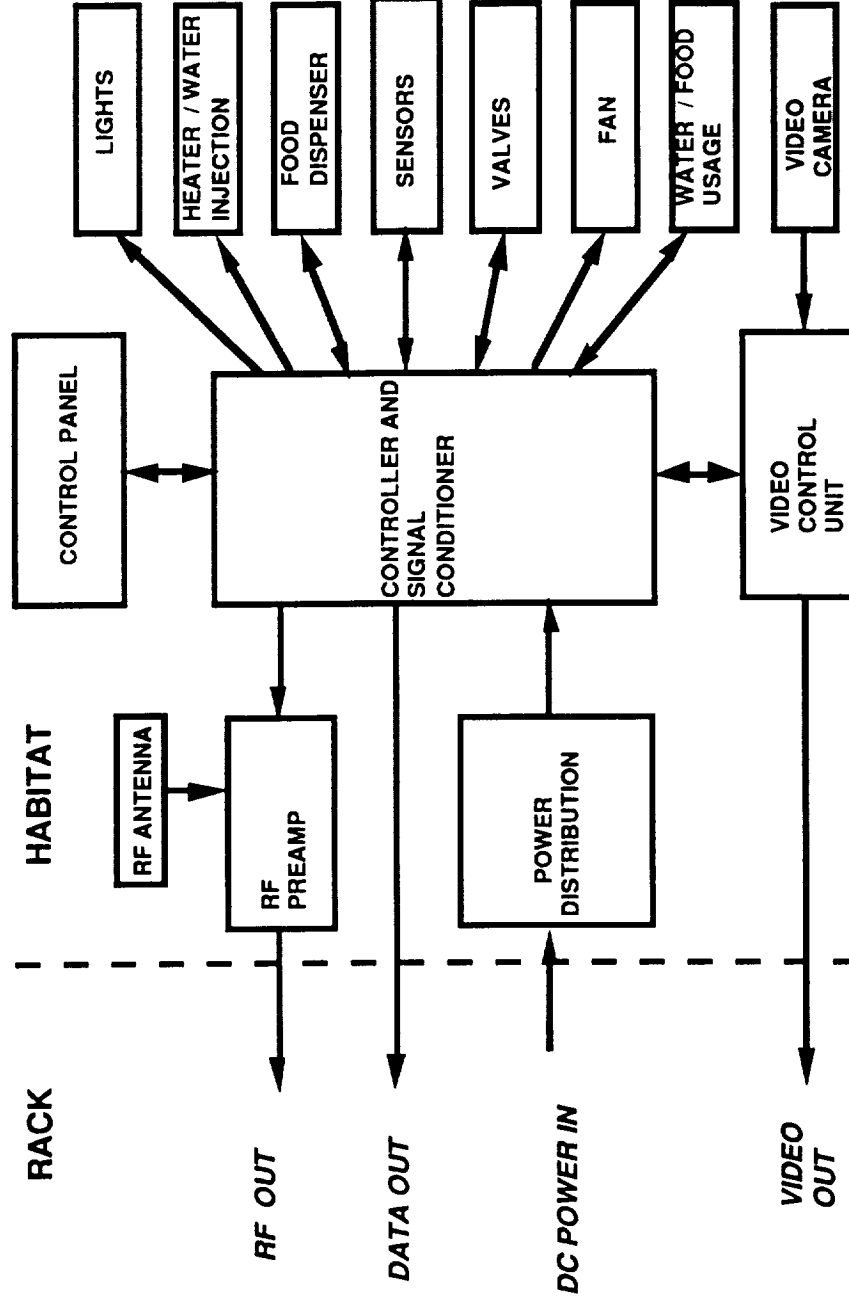 RACK
HABITAT
RF OUT
DATA OUT
DC POWER IN
VIDEO
OUT
RF ANTENNA
RF
PREAMP
POWER
DISTRIBUTION
CONTROL PANEL
CONTROLLER AND
SIGNAL
CONDITIONER
VIDEO
CONTROL
UNIT
LIGHTS
HEATER / WATER
INJECTION
FOOD
DISPENSER
SENSORS
VALVES
FAN
WATER / FOOD
USAGE
VIDEO
CAMERA